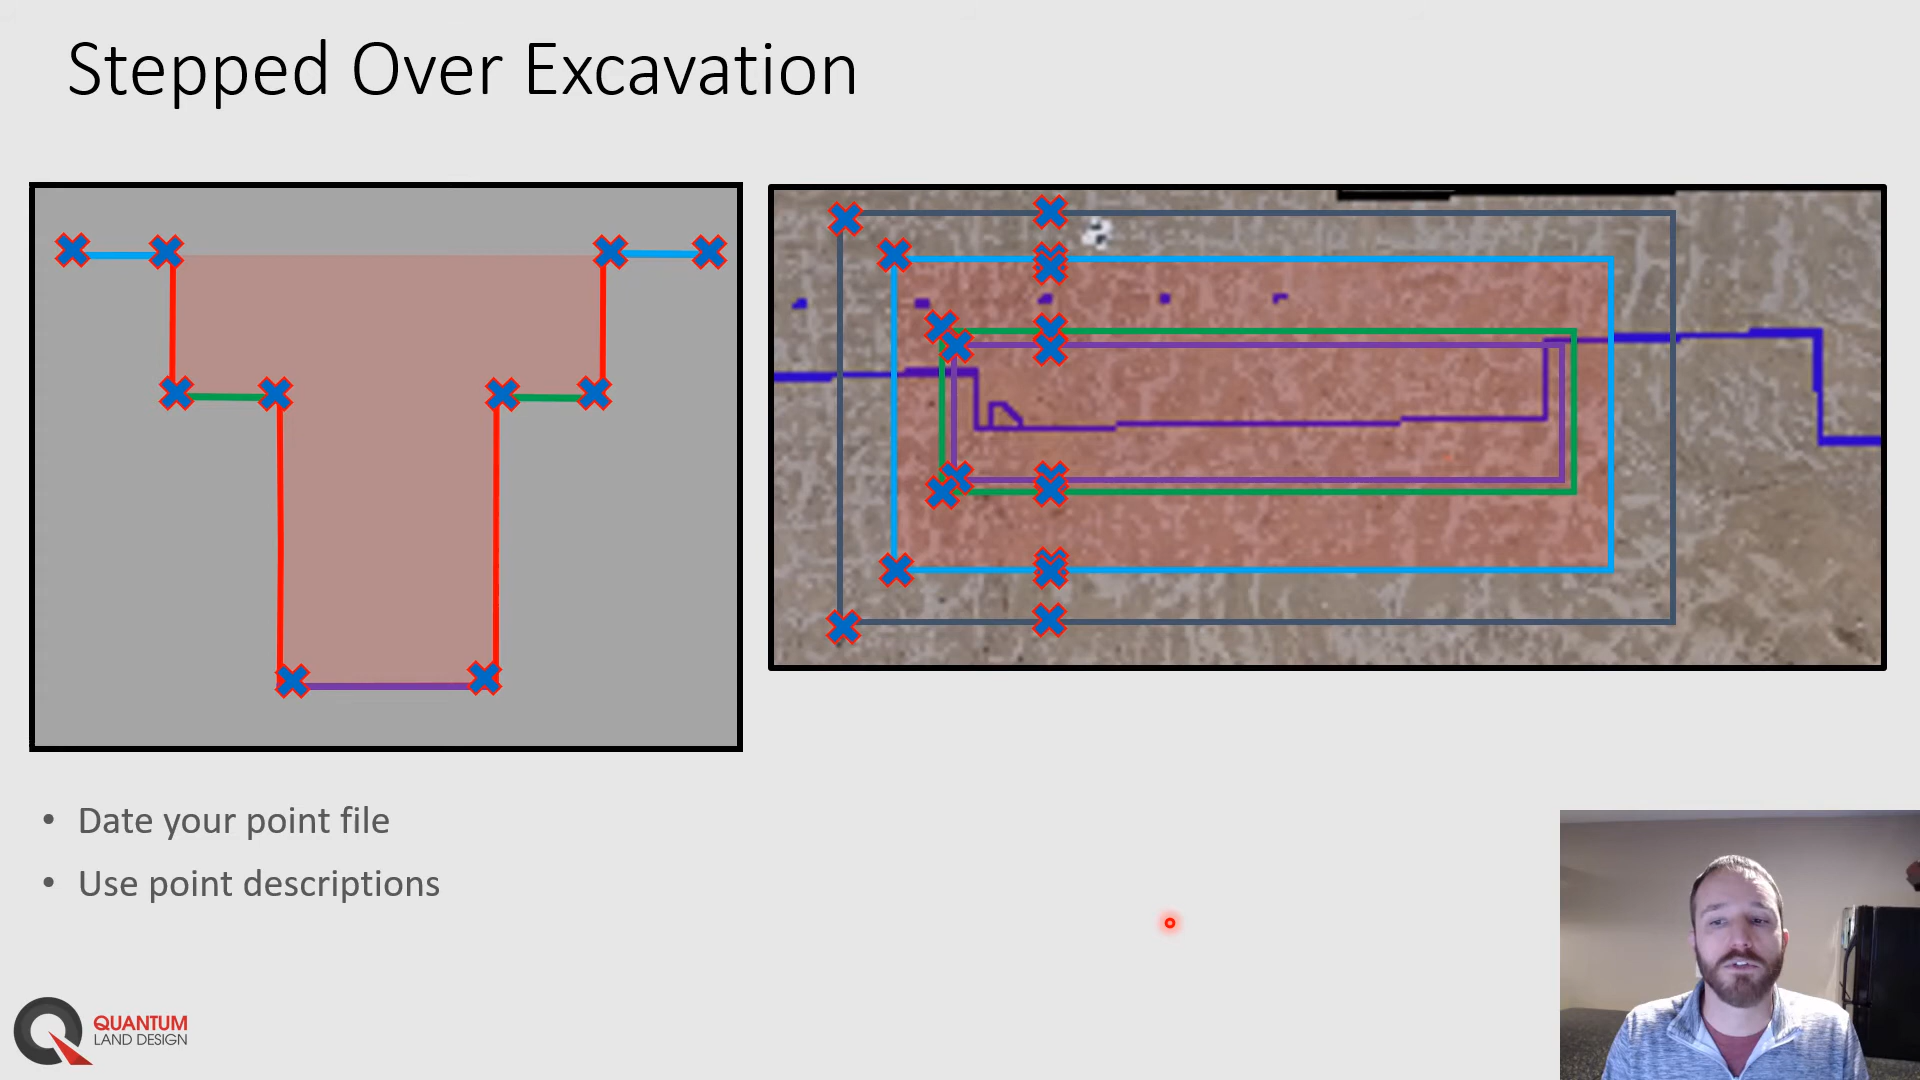 Stepped Over Excavation
• Date your point file
• Use point descriptions
QUANTUM
LAND DESIGN